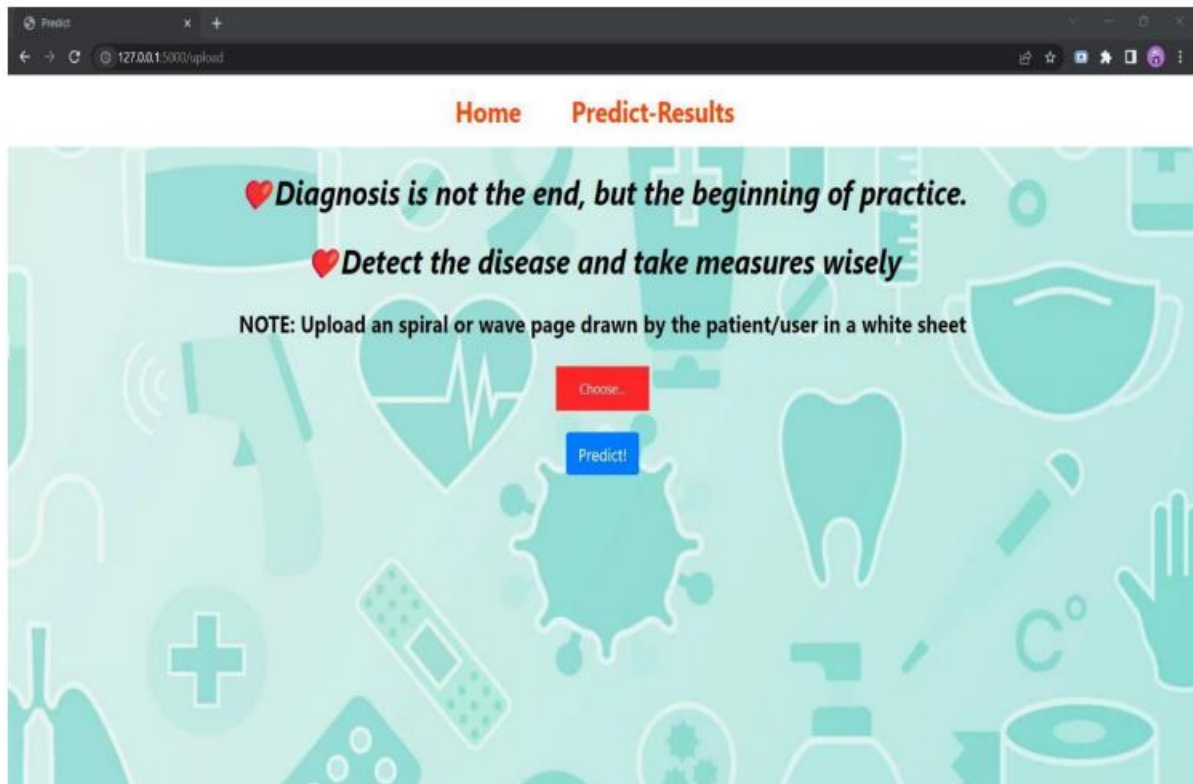 Predict
127.0.0.1:5000/upload
Home Predict-Results
❤️Diagnosis is not the end, but the beginning of practice.
❤️Detect the disease and take measures wisely
NOTE: Upload an spiral or wave page drawn by the patient/user in a white sheet
Choose...
Predict!
C°